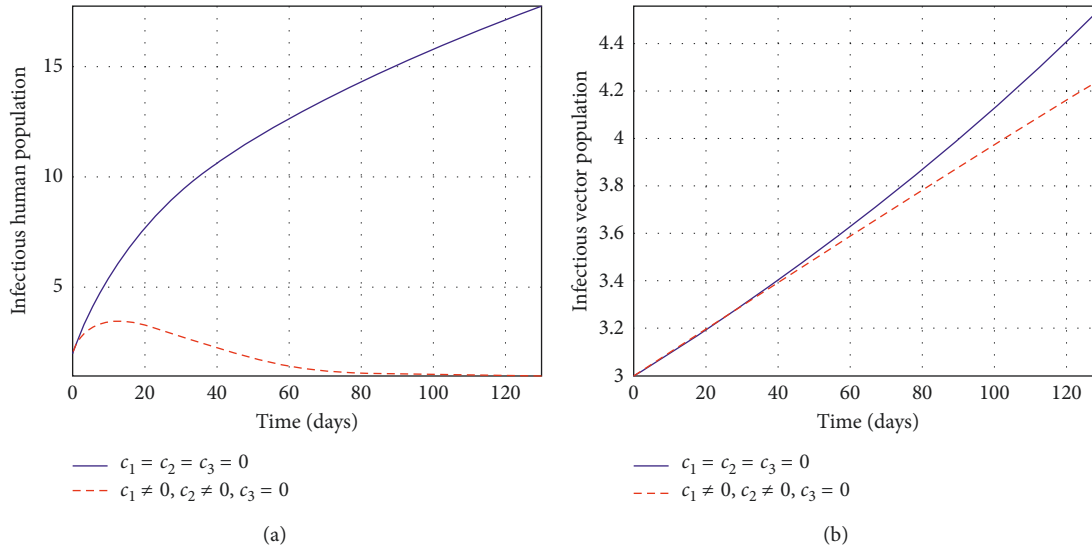 Infectious human population
15
10
5
0 20 40 60 80 100 120
Time (days)
c₁ = c₂ = c₃ = 0
c₁ ≠ 0, c₂ ≠ 0, c₃ = 0
(a)
Infectious vector population
4.4
4.2
4
3.8
3.6
3.4
3.2
3
0 20 40 60 80 100 120
Time (days)
c₁ = c₂ = c₃ = 0
c₁ ≠ 0, c₂ ≠ 0, c₃ = 0
(b)